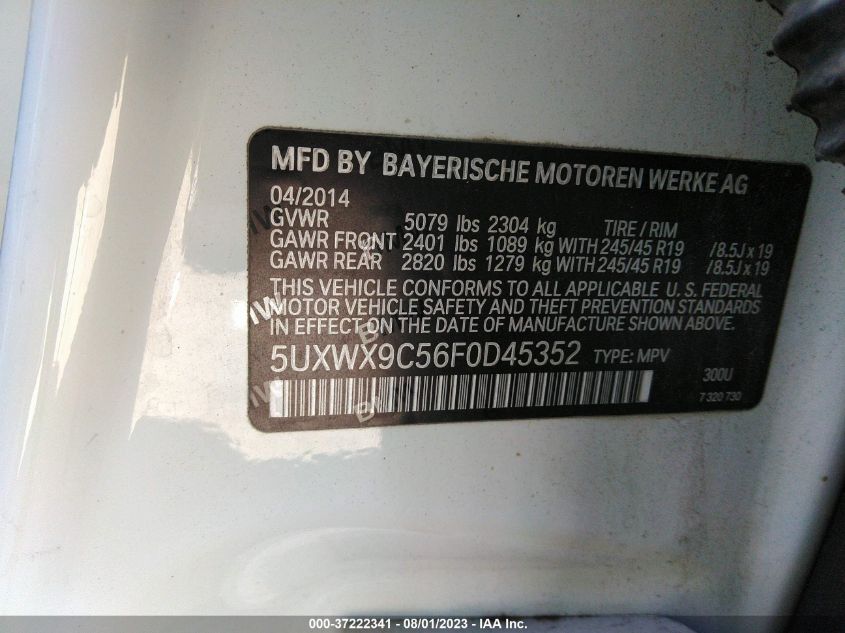 MFD BY BAYERISCHE MOTOREN WERKE AG
04/2014
GVWR 5079 lbs 2304 kg TIRE / RIM
GAWR FRONT 2401 lbs 1089 kg WITH 245/45 R19 /8.5J x 19
GAWR REAR 2820 lbs 1279 kg WITH 245/45 R19 /8.5J x 19
THIS VEHICLE CONFORMS TO ALL APPLICABLE U.S. FEDERAL
MOTOR VEHICLE SAFETY AND THEFT PREVENTION STANDARDS
IN EFFECT ON THE DATE OF MANUFACTURE SHOWN ABOVE.
5UXWX9C56F0D45352 TYPE: MPV
300U
7 320 730
000-37222341 - 08/01/2023 - IAA Inc.